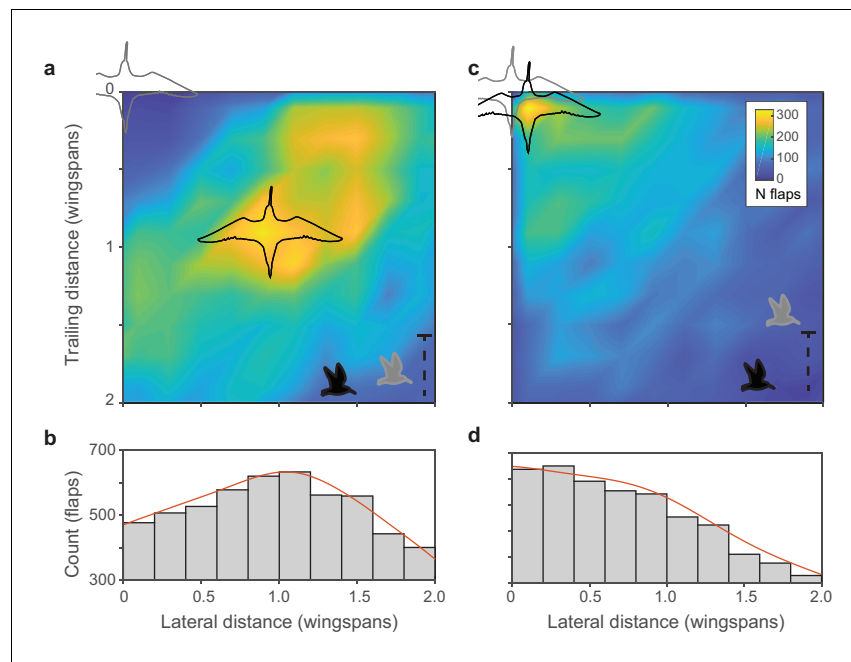 a
c
0
1
2
Trailing distance (wingspans)
300
200
100
0
N flaps
b
d
700
500
300
Count (flaps)
0
0.5
1.0
1.5
2.0
Lateral distance (wingspans)
0
0.5
1.0
1.5
2.0
Lateral distance (wingspans)